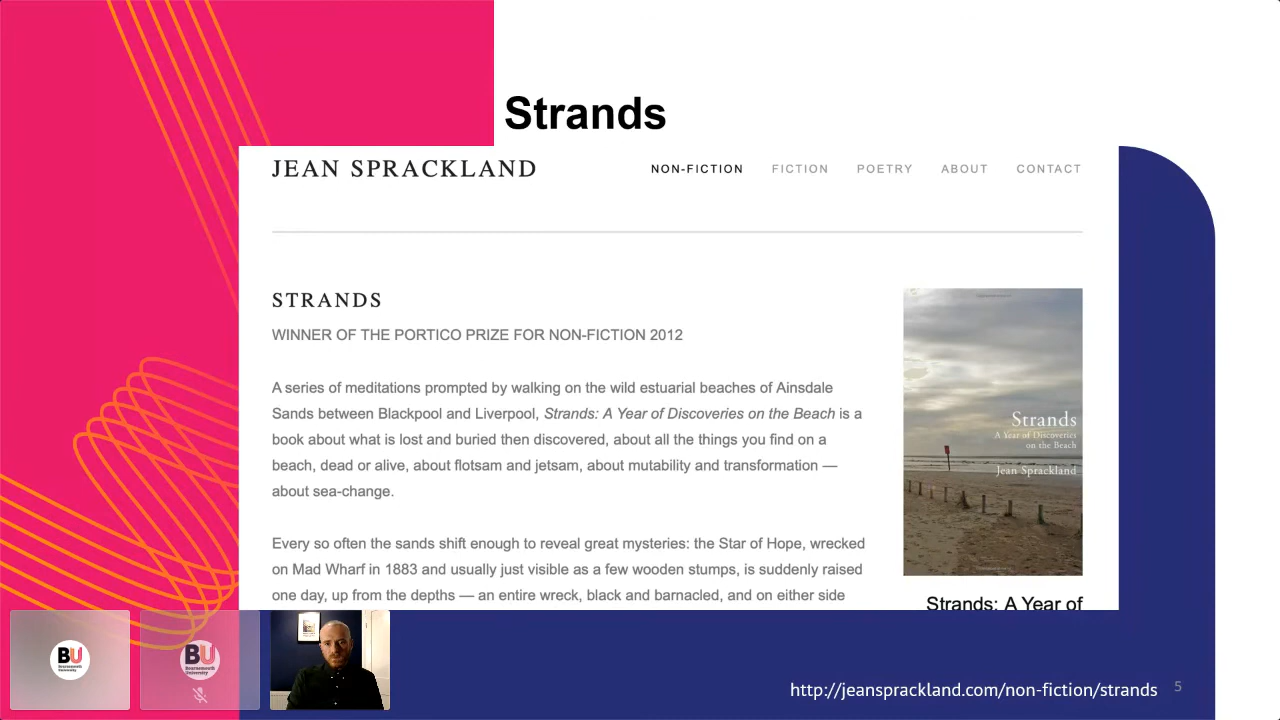 Strands
JEAN SPRACKLAND
NON-FICTION FICTION POETRY ABOUT CONTACT
STRANDS
WINNER OF THE PORTICO PRIZE FOR NON-FICTION 2012
A series of meditations prompted by walking on the wild estuarial beaches of Ainsdale
Sands between Blackpool and Liverpool, Strands: A Year of Discoveries on the Beach is a
book about what is lost and buried then discovered, about all the things you find on a
beach, dead or alive, about flotsam and jetsam, about mutability and transformation —
about sea-change.
Every so often the sands shift enough to reveal great mysteries: the Star of Hope, wrecked
on Mad Wharf in 1883 and usually just visible as a few wooden stumps, is suddenly raised
one day, up from the depths — an entire wreck, black and barnacled, and on either side
Strands
A Year of Discoveries
on the Beach
Jean Sprackland
Strands: A Year of
BU
Bournemouth
University
BU
Bournemouth
University
http://jeansprackland.com/non-fiction/strands
5